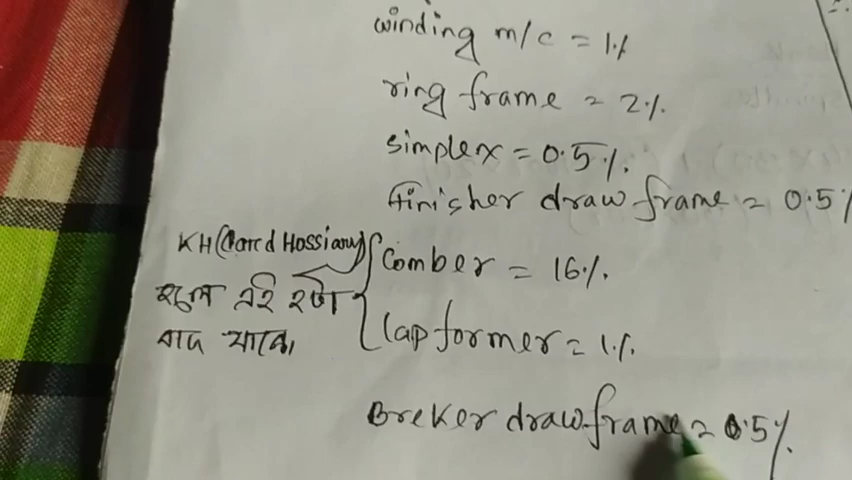 winding m/c = 1%
ring frame = 2%.
simplex = 0.5%.
finisher draw frame = 0.5%
KH (Card Hossiary)
হলে এই ২টা
বাদ যাবে।
Comber = 16%.
Lap former = 1%.
Breker draw frame = 0.5%.